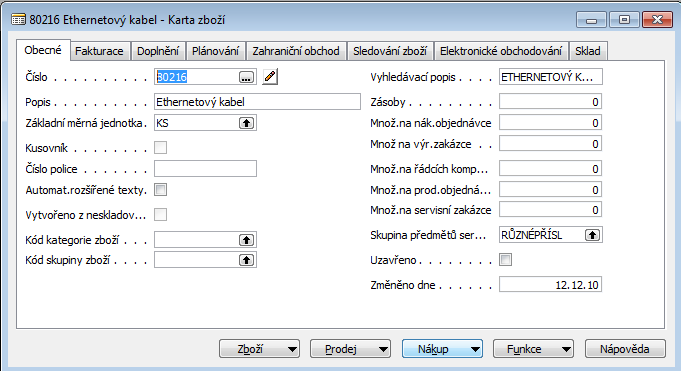 80216 Ethernetový kabel - Karta zboží
Obecné Fakturace Doplnění Plánování Zahraniční obchod Sledování zboží Elektronické obchodování Sklad
Číslo . . . . . . . . . . 80216 ...
Popis . . . . . . . . . . Ethernetový kabel
Základní měrná jednotka. KS
Kusovník . . . . . . . .
Číslo police . . . . . .
Automat.rozšířené texty.
Vytvořeno z neskladov...
Kód kategorie zboží . . .
Kód skupiny zboží . . . .
Vyhledávací popis . . . . ETHERNETOVÝ K...
Zásoby . . . . . . . . . 0
Množ.na nák.objednávce 0
Množ na výr.zakázce . . 0
Množ.na řádcích komp... 0
Množ.na prod.objedná... 0
Množ.na servisní zakázce 0
Skupina předmětů ser... RŮZNÉPŘÍSL
Uzavřeno . . . . . . . .
Změněno dne . . . . . . 12.12.10
Zboží Prodej Nákup Funkce Nápověda